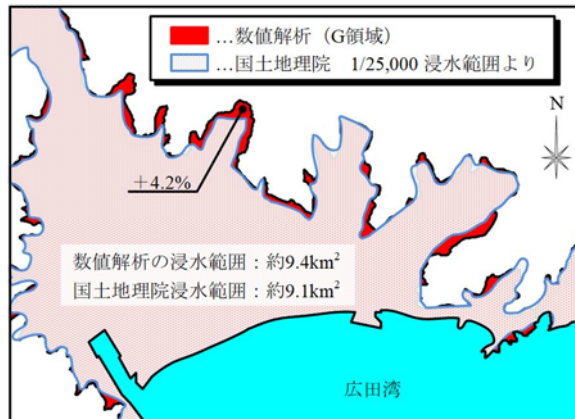 …数値解析（G領域）
…国土地理院　1/25,000 浸水範囲より
N
＋4.2%
数値解析の浸水範囲：約9.4km²
国土地理院浸水範囲：約9.1km²
広田湾